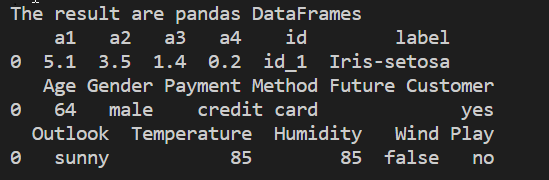 The result are pandas DataFrames
a1 a2 a3 a4 id label
0 5.1 3.5 1.4 0.2 id_1 Iris-setosa
Age Gender Payment Method Future Customer
0 64 male credit card yes
Outlook Temperature Humidity Wind Play
0 sunny 85 85 false no